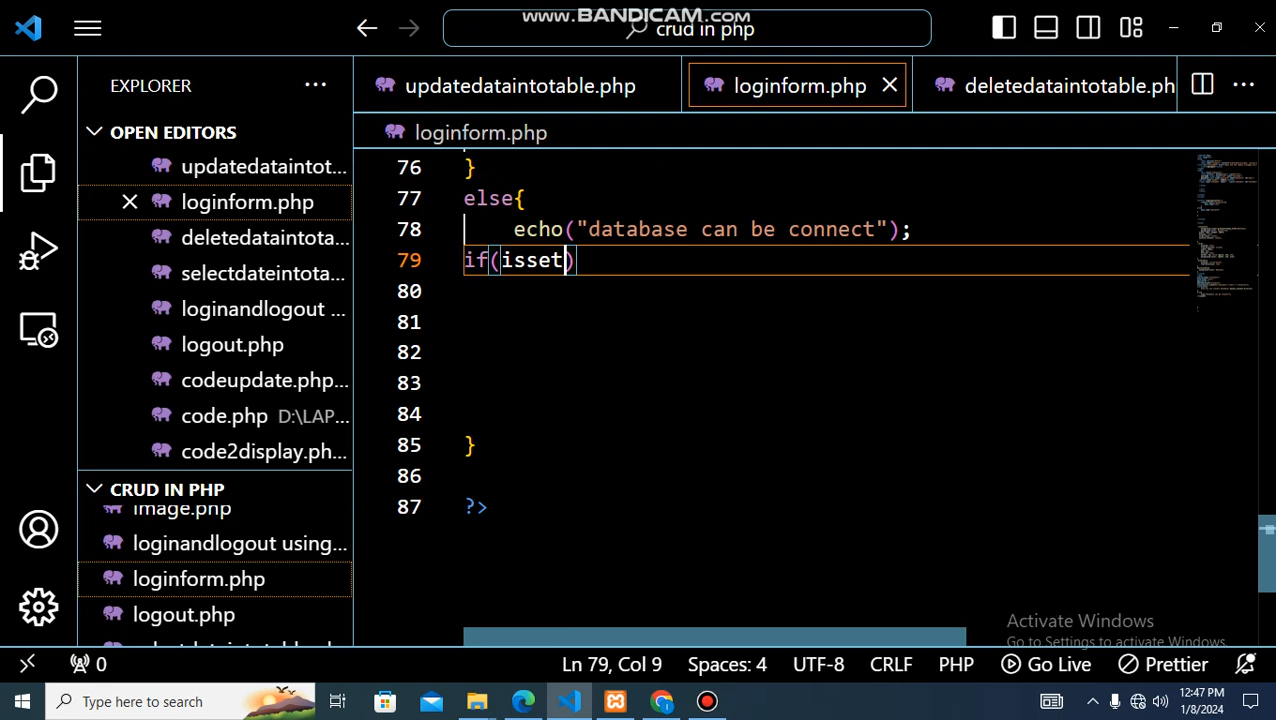 www.BANDICAM.com
crud in php
EXPLORER
OPEN EDITORS
updatedataintot...
loginform.php
deletedataintota...
selectdateintota...
loginandlogout ...
logout.php
codeupdate.php...
code.php D:\LAP...
code2display.ph...
CRUD IN PHP
image.php
loginandlogout using...
loginform.php
logout.php
updatedataintotable.php
loginform.php
deletedataintotable.ph
loginform.php
76 }
77 else{
78 echo("database can be connect");
79 if(isset)
80
81
82
83
84
85 }
86
87 ?>
Activate Windows
Go to Settings to activate Windows.
0
Ln 79, Col 9
Spaces: 4
UTF-8
CRLF
PHP
Go Live
Prettier
Type here to search
12:47 PM
1/8/2024